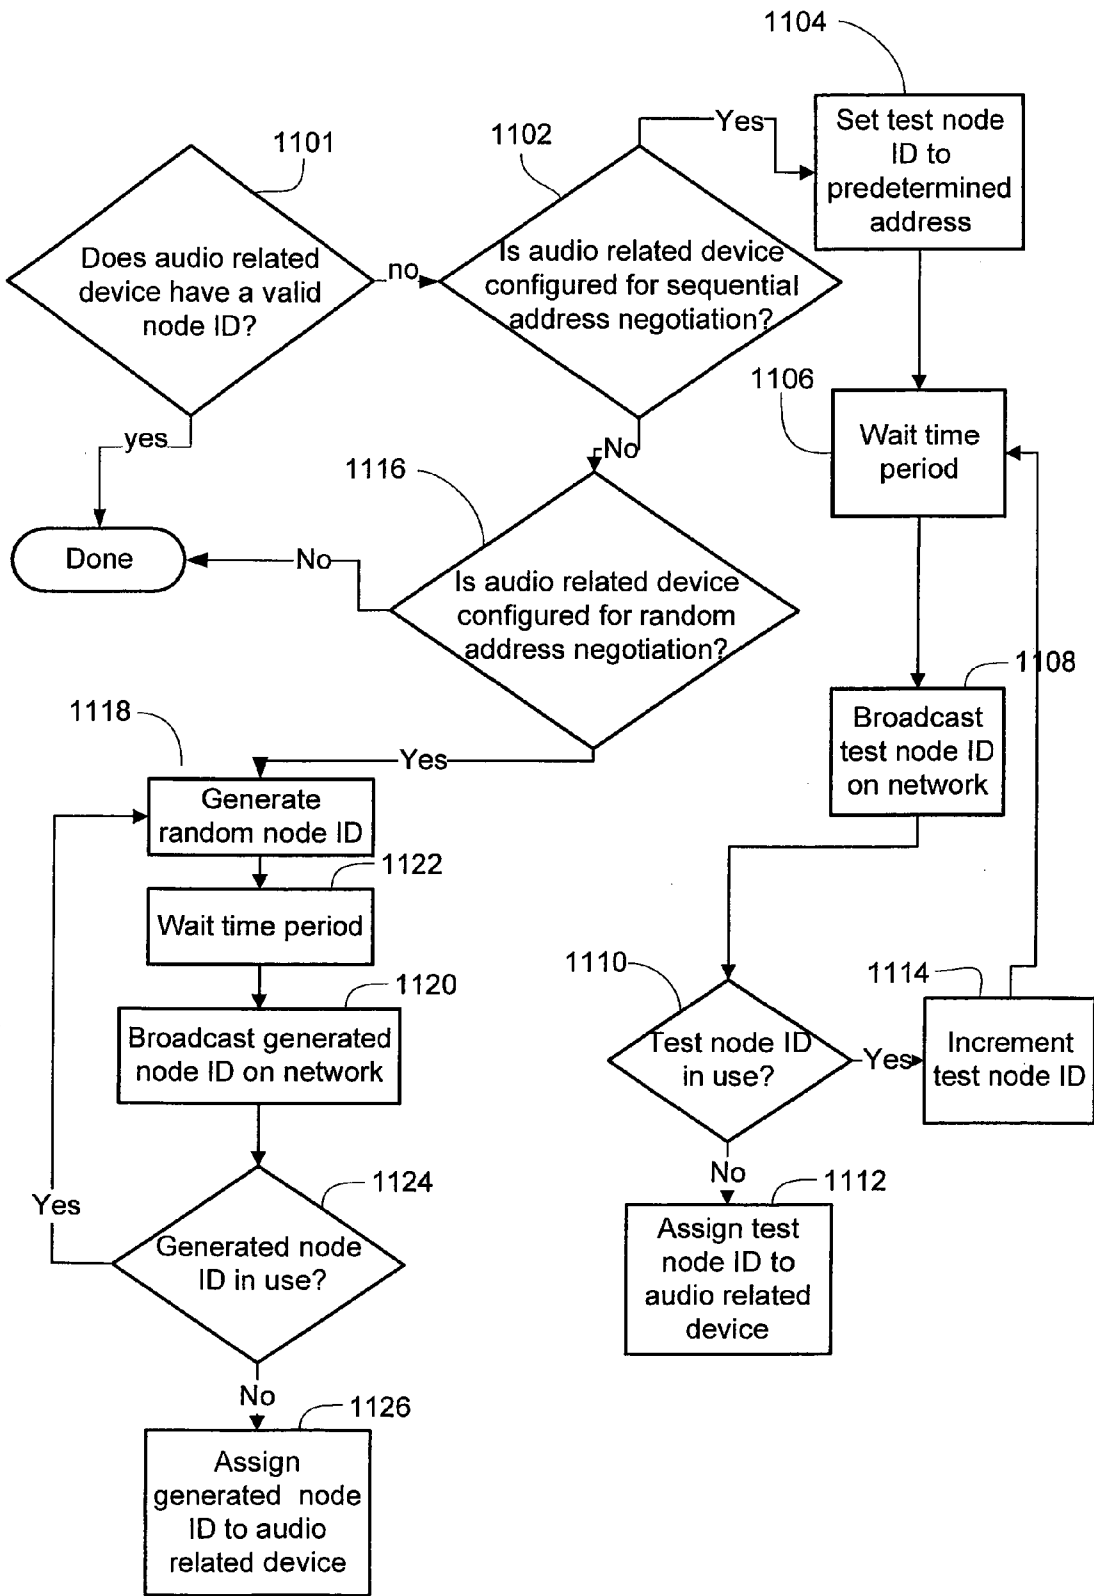 1104
Yes
Set test node
ID to
predetermined
address
1101
1102
Does audio related
device have a valid
node ID?
no
Is audio related device
configured for sequential
address negotiation?
1106
Wait time
period
yes
No
1116
Done
No
Is audio related device
configured for random
address negotiation?
1108
Broadcast
test node ID
on network
1118
Yes
Generate
random node ID
1122
Wait time period
1120
Broadcast generated
node ID on network
1110
Test node ID
in use?
Yes
1114
Increment
test node ID
Yes
1124
Generated node
ID in use?
No
1112
Assign test
node ID to
audio related
device
No
1126
Assign
generated node
ID to audio
related device